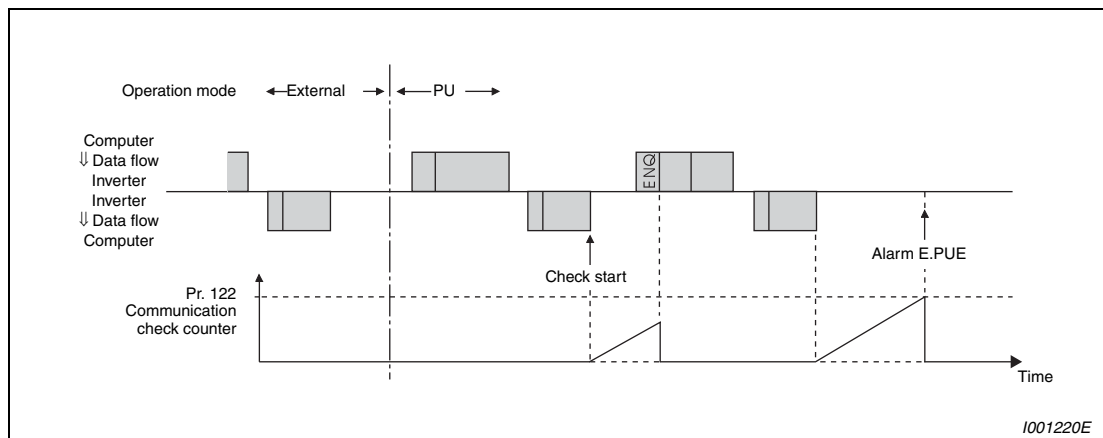 Operation mode
External
PU
Computer
⇓ Data flow
Inverter
Inverter
⇓ Data flow
Computer
ENQ
Check start
Alarm E.PUE
Pr. 122
Communication
check counter
Time
I001220E